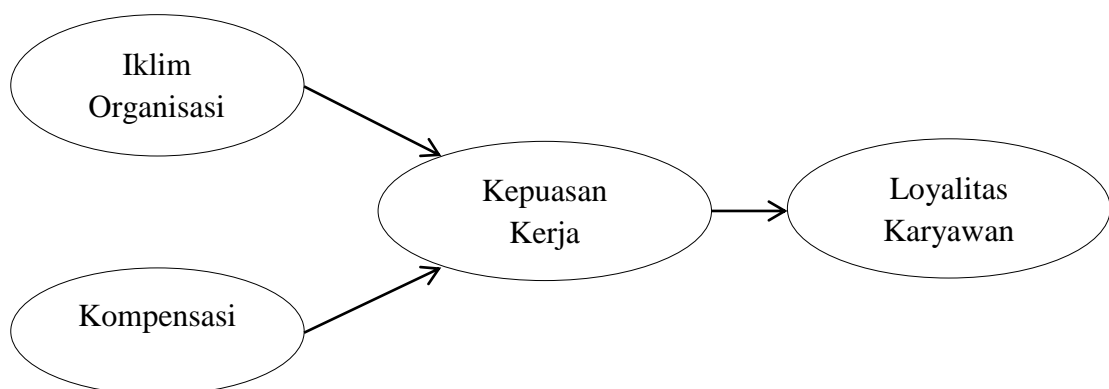 Iklim
Organisasi
Kepuasan
Kerja
Loyalitas
Karyawan
Kompensasi